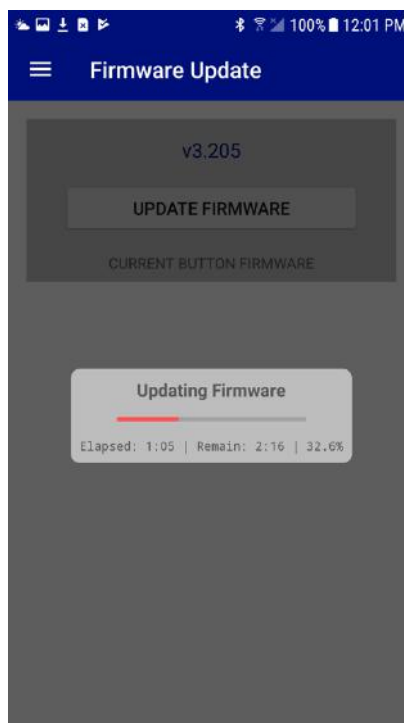 100% 12:01 PM
Firmware Update
v3.205
UPDATE FIRMWARE
CURRENT BUTTON FIRMWARE
Updating Firmware
Elapsed: 1:05 | Remain: 2:16 | 32.6%